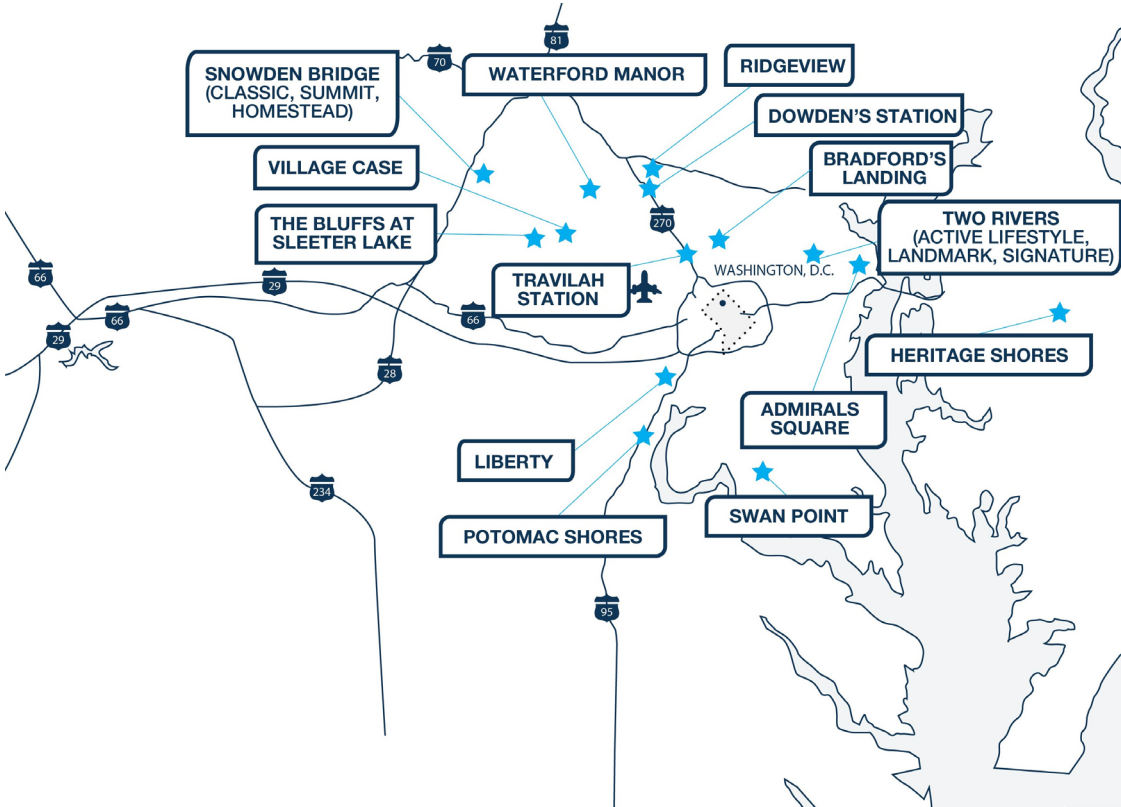 81
70
SNOWDEN BRIDGE
(CLASSIC, SUMMIT,
HOMESTEAD)
WATERFORD MANOR
RIDGEVIEW
DOWDEN'S STATION
VILLAGE CASE
BRADFORD'S
LANDING
THE BLUFFS AT
SLEETER LAKE
270
TWO RIVERS
(ACTIVE LIFESTYLE,
LANDMARK, SIGNATURE)
TRAVILAH
STATION
WASHINGTON, D.C.
66
29
66
66
29
28
HERITAGE SHORES
ADMIRALS
SQUARE
LIBERTY
234
SWAN POINT
POTOMAC SHORES
95